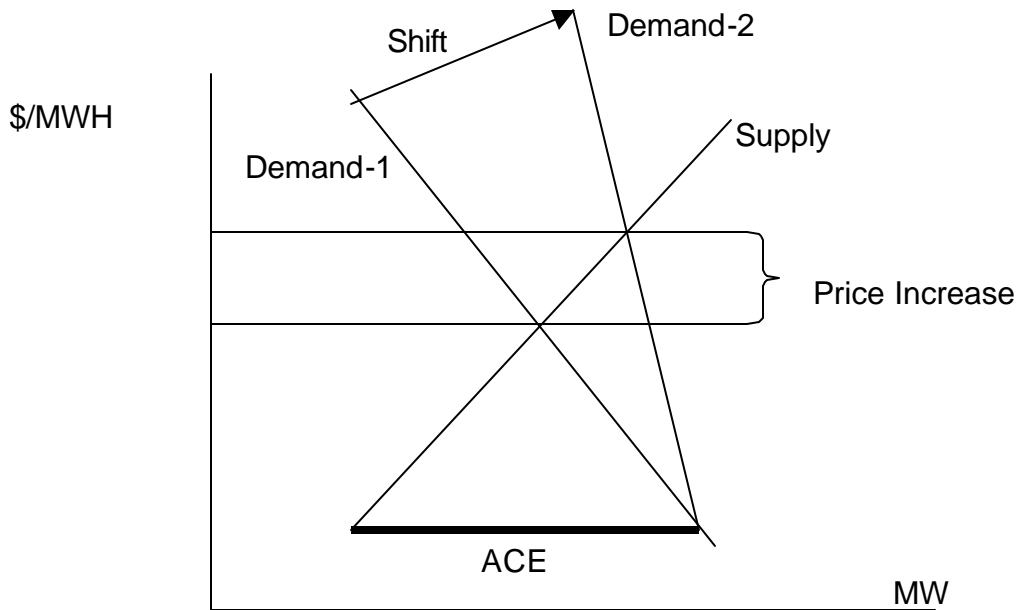 Demand-2
Shift
$/MWH
Supply
Demand-1
Price Increase
ACE
MW